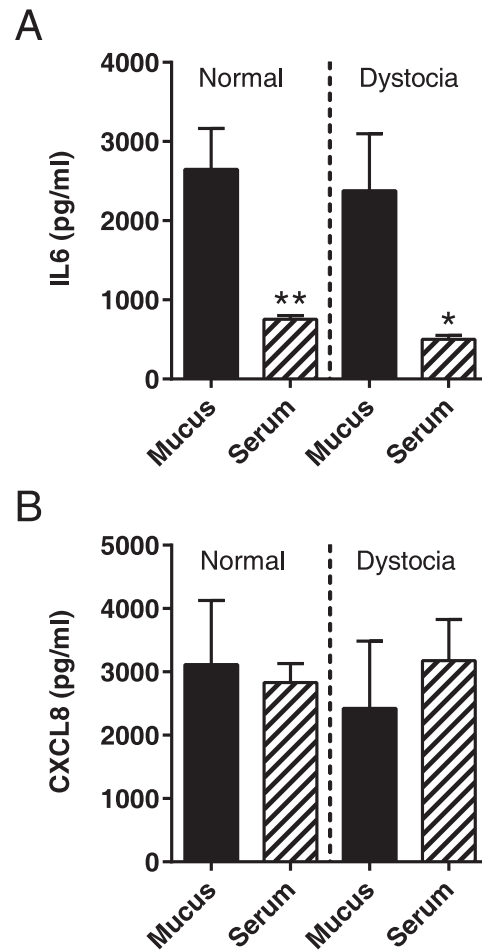 A
4000
Normal
Dystocia
3000
2000
1000
0
IL6 (pg/ml)
**
*
Mucus
Serum
Mucus
Serum
B
5000
Normal
Dystocia
4000
3000
2000
1000
0
CXCL8 (pg/ml)
Mucus
Serum
Mucus
Serum